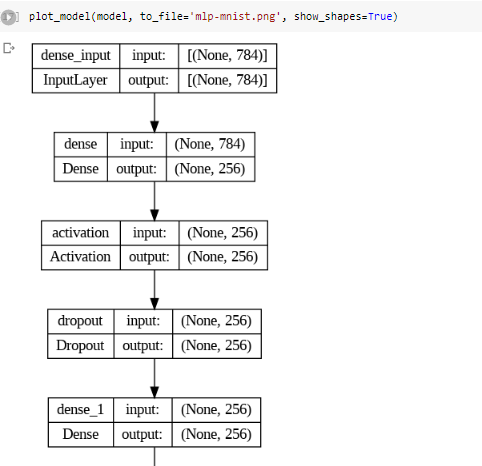 plot_model(model, to_file='mlp-mnist.png', show_shapes=True)
dense_input input: [(None, 784)]
InputLayer output: [(None, 784)]
dense input: (None, 784)
Dense output: (None, 256)
activation input: (None, 256)
Activation output: (None, 256)
dropout input: (None, 256)
Dropout output: (None, 256)
dense_1 input: (None, 256)
Dense output: (None, 256)